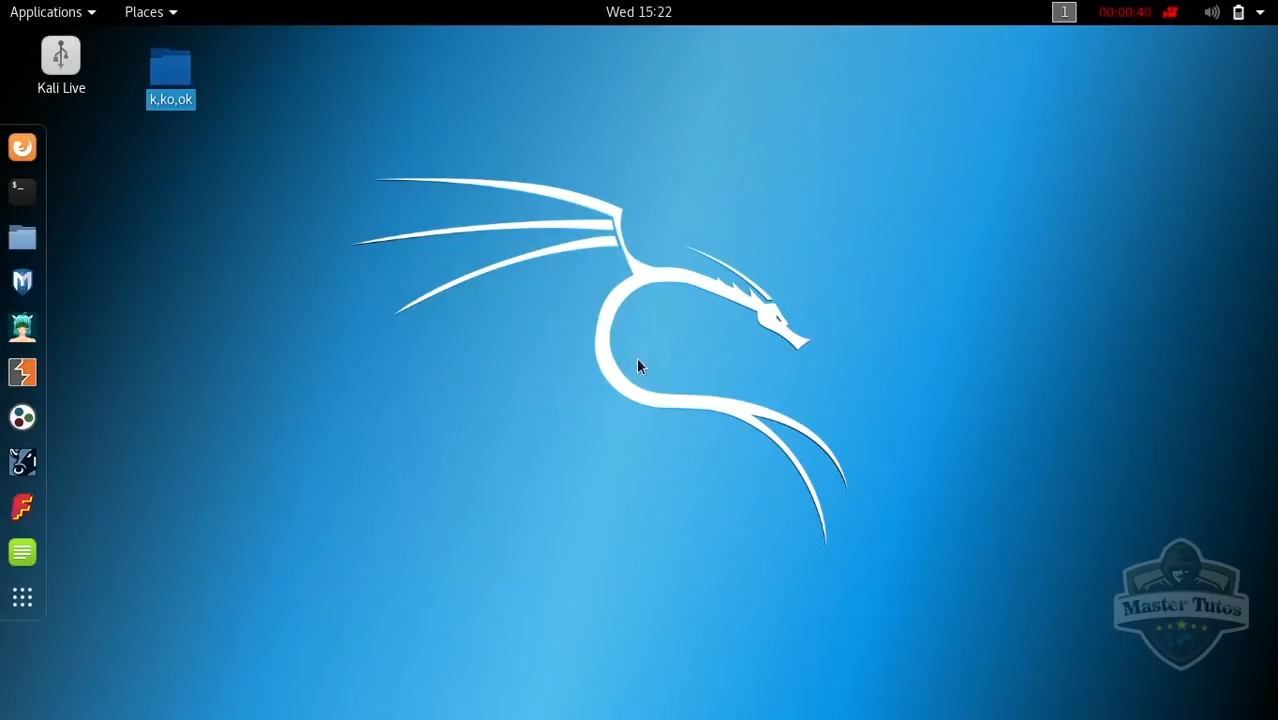 Applications Places Wed 15:22 1 00:00:40
Kali Live
k,ko,ok
$_
Master Tutos